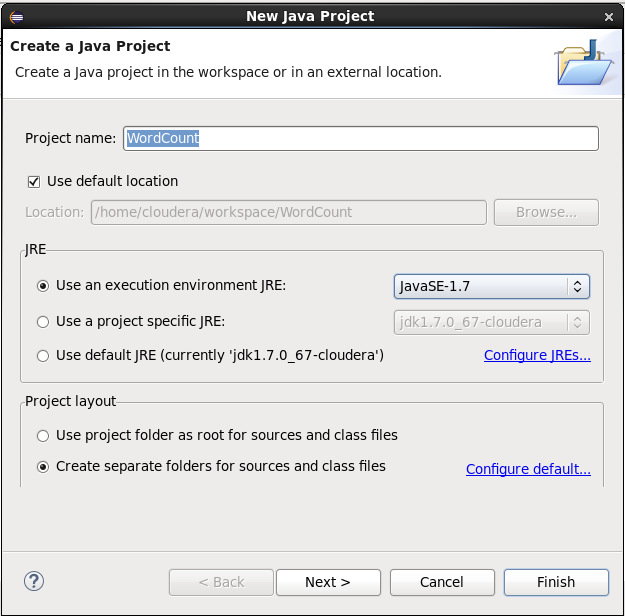 New Java Project
Create a Java Project
Create a Java project in the workspace or in an external location.
Project name: WordCount
Use default location
Location: /home/cloudera/workspace/WordCount Browse...
JRE
Use an execution environment JRE: JavaSE-1.7
Use a project specific JRE: jdk1.7.0_67-cloudera
Use default JRE (currently 'jdk1.7.0_67-cloudera') Configure JREs...
Project layout
Use project folder as root for sources and class files
Create separate folders for sources and class files Configure default...
? < Back Next > Cancel Finish